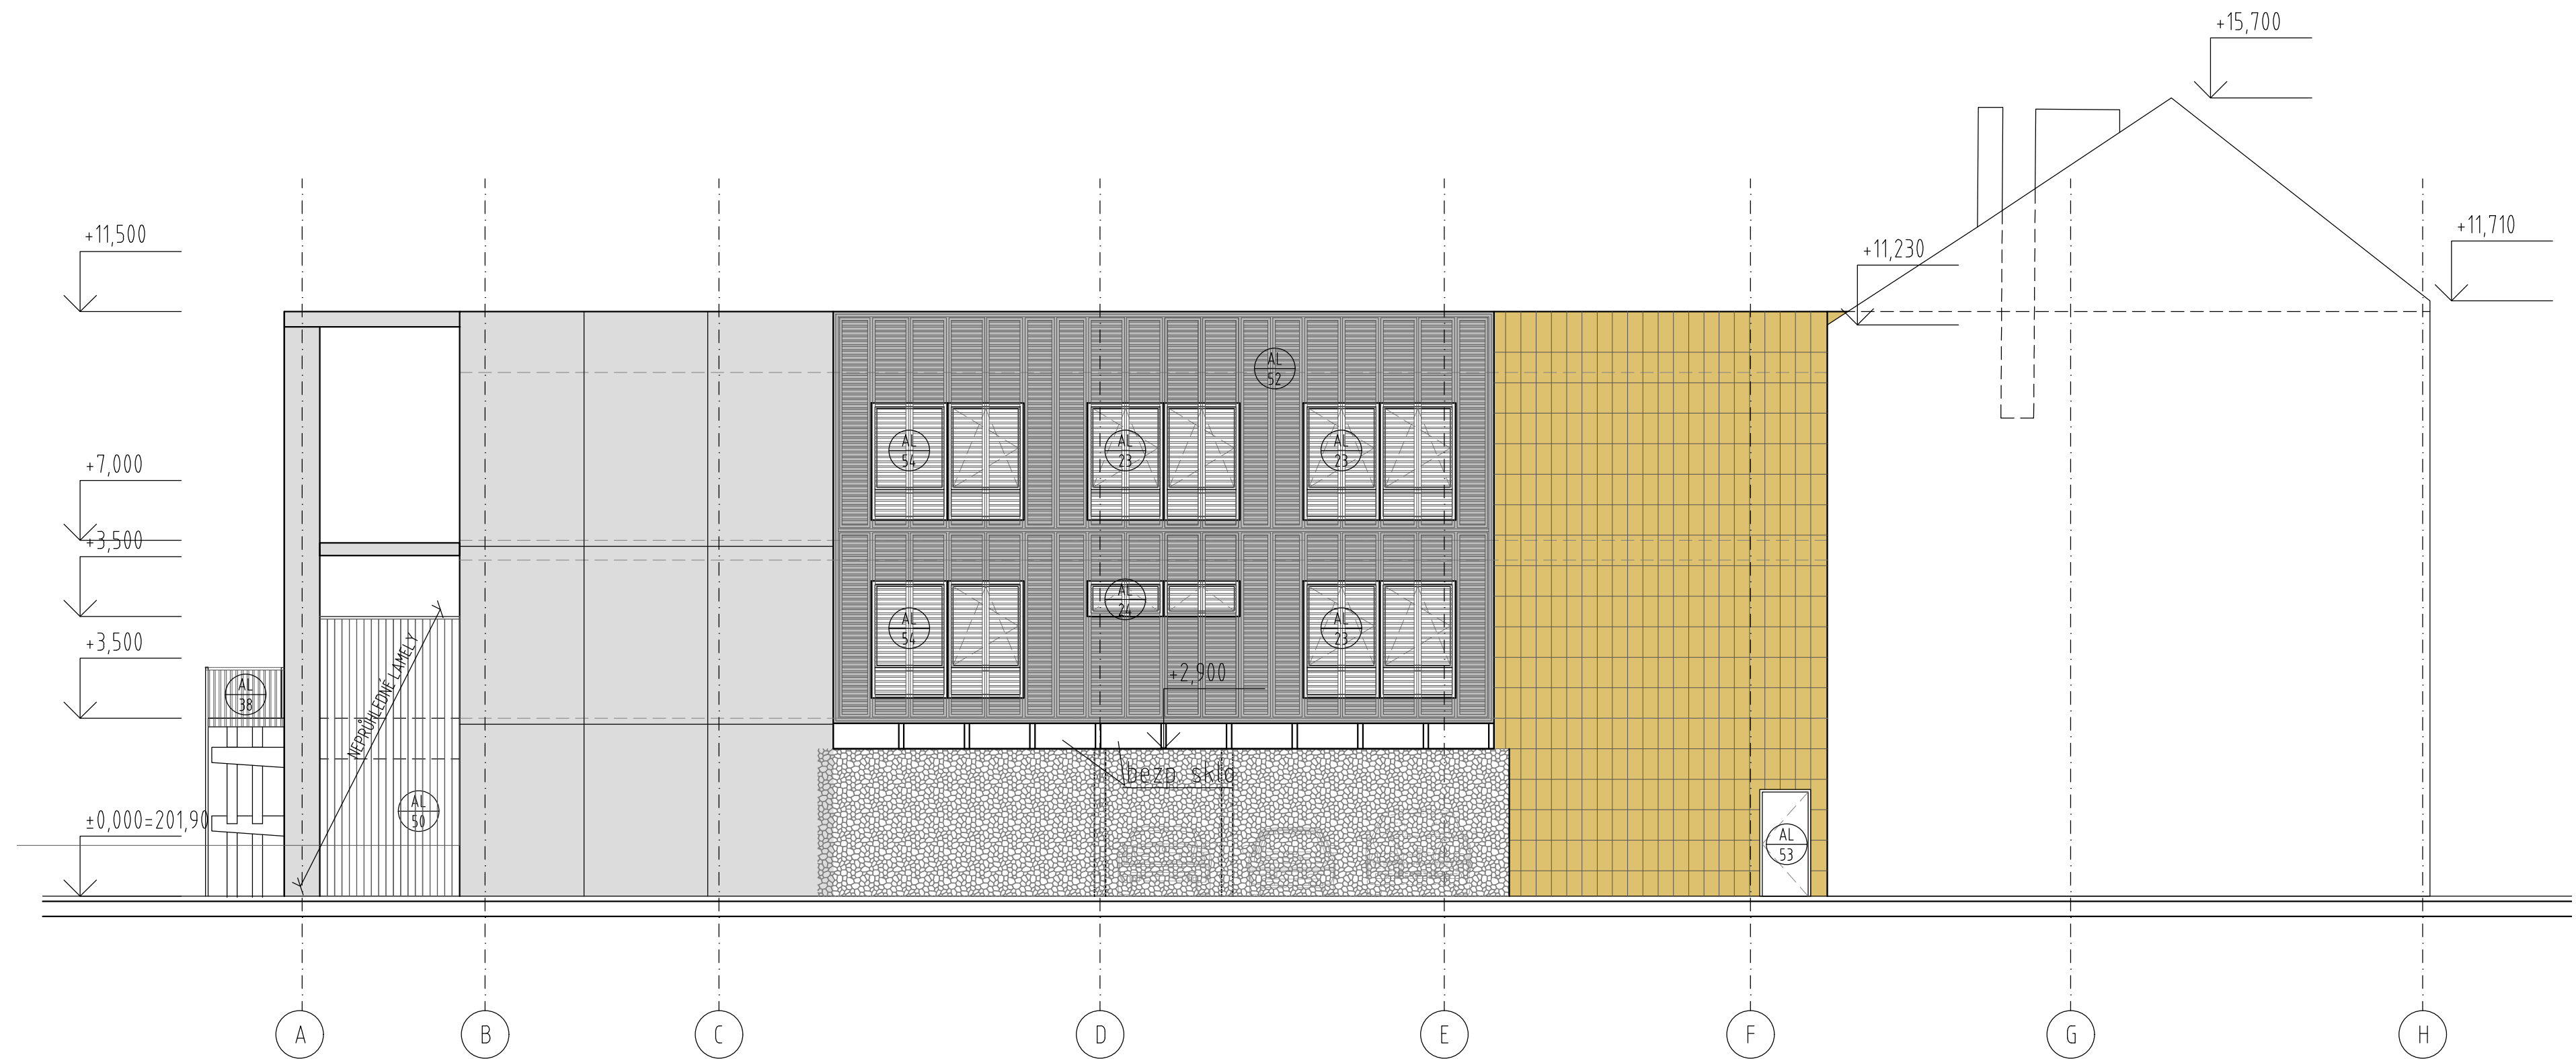 +15,700
+11,710
+11,500
+11,230
AL
52
+7,000
AL
54
AL
23
AL
23
+3,500
AL
24
AL
54
AL
23
+3,500
+2,900
AL
38
NEPRŮHLEDNÉ LAMELY
bezp. sklo
AL
50
±0,000=201,90
AL
53
A
B
C
D
E
F
G
H